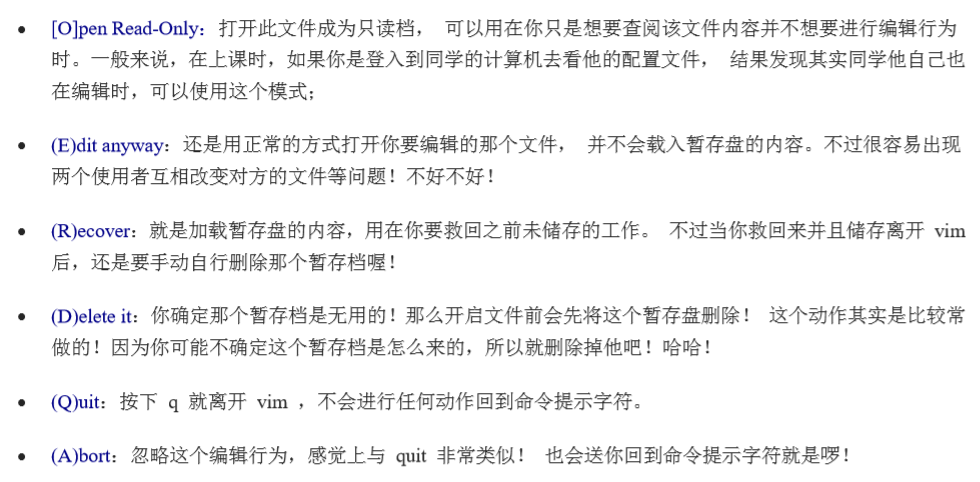 • [O]pen Read-Only：打开此文件成为只读档， 可以用在你只是想要查阅该文件内容并不想要进行编辑行为
时。一般来说，在上课时，如果你是登入到同学的计算机去看他的配置文件， 结果发现其实同学他自己也
在编辑时，可以使用这个模式；
• (E)dit anyway：还是用正常的方式打开你要编辑的那个文件， 并不会载入暂存盘的内容。不过很容易出现
两个使用者互相改变对方的文件等问题！不好不好！
• (R)ecover：就是加载暂存盘的内容，用在你要救回之前未储存的工作。 不过当你救回来并且储存离开 vim
后，还是要手动自行删除那个暂存档喔！
• (D)elete it：你确定那个暂存档是无用的！那么开启文件前会先将这个暂存盘删除！ 这个动作其实是比较常
做的！因为你可能不确定这个暂存档是怎么来的，所以就删除掉他吧！哈哈！
• (Q)uit：按下 q 就离开 vim ，不会进行任何动作回到命令提示字符。
• (A)bort：忽略这个编辑行为，感觉上与 quit 非常类似！ 也会送你回到命令提示字符就是啰！